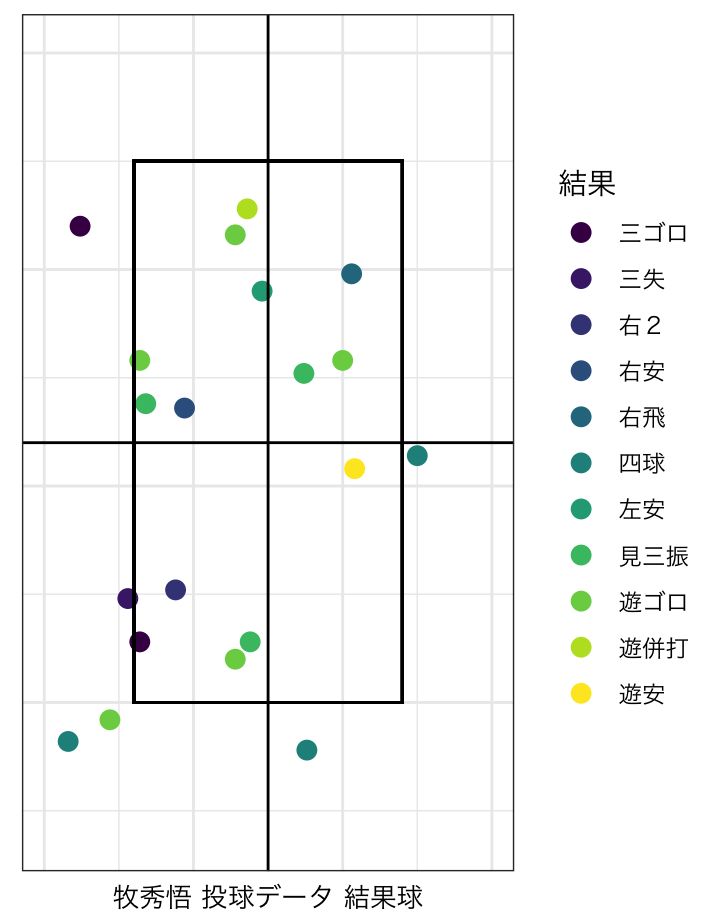 結果
三ゴロ
三失
右２
右安
右飛
四球
左安
見三振
遊ゴロ
遊併打
遊安
牧秀悟 投球データ 結果球